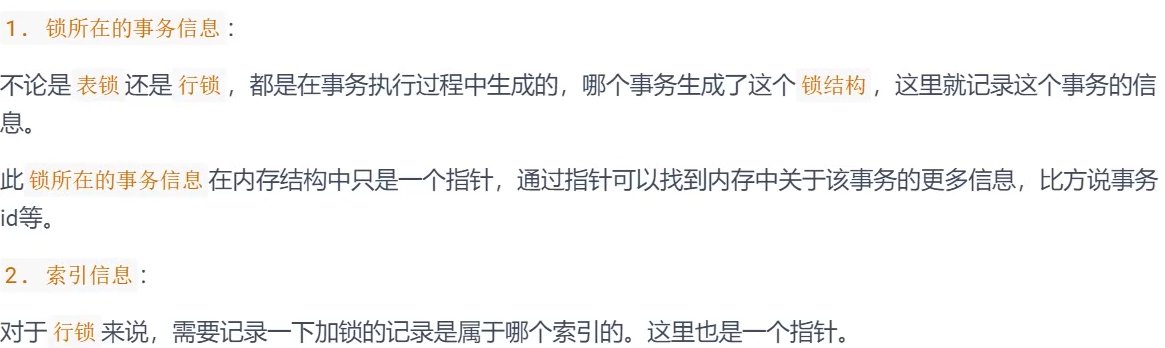 1. 锁所在的事务信息：
不论是 表锁 还是 行锁 ，都是在事务执行过程中生成的，哪个事务生成了这个 锁结构 ，这里就记录这个事务的信
息。
此 锁所在的事务信息 在内存结构中只是一个指针，通过指针可以找到内存中关于该事务的更多信息，比方说事务
id等。
2. 索引信息：
对于 行锁 来说，需要记录一下加锁的记录是属于哪个索引的。这里也是一个指针。